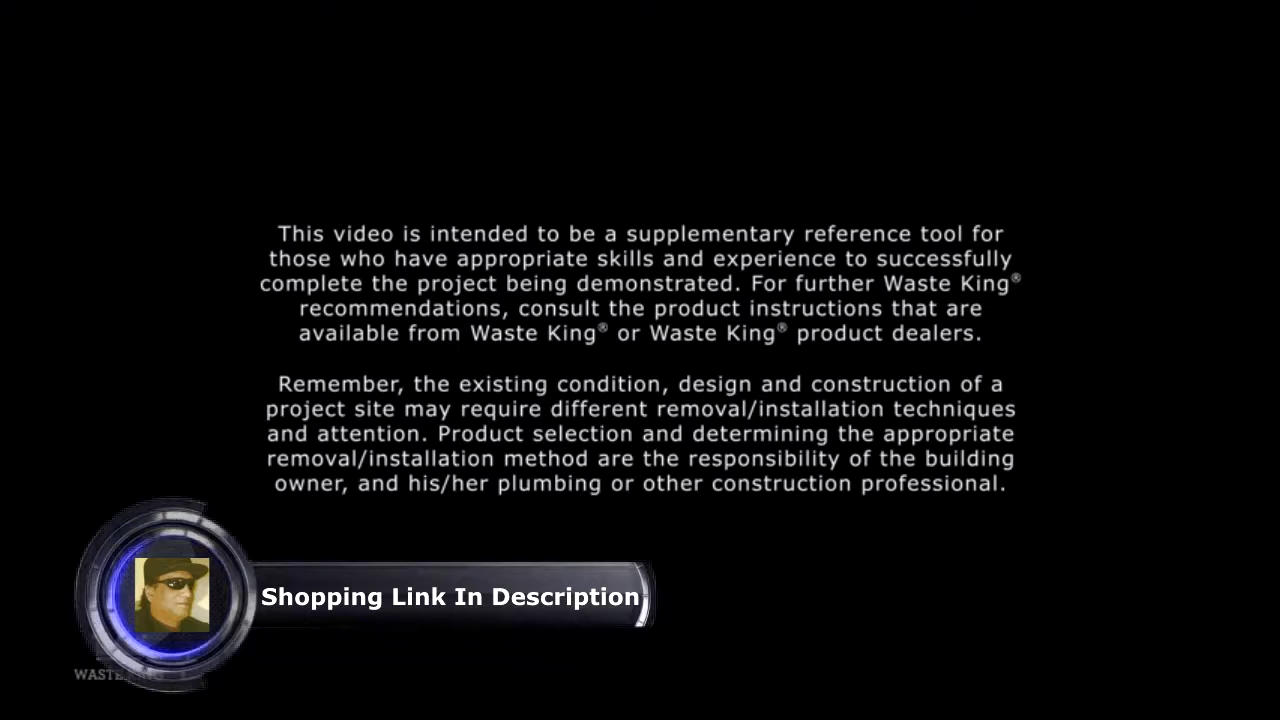 This video is intended to be a supplementary reference tool for
those who have appropriate skills and experience to successfully
complete the project being demonstrated. For further Waste King®
recommendations, consult the product instructions that are
available from Waste King® or Waste King® product dealers.
Remember, the existing condition, design and construction of a
project site may require different removal/installation techniques
and attention. Product selection and determining the appropriate
removal/installation method are the responsibility of the building
owner, and his/her plumbing or other construction professional.
Shopping Link In Description
WASTE KING